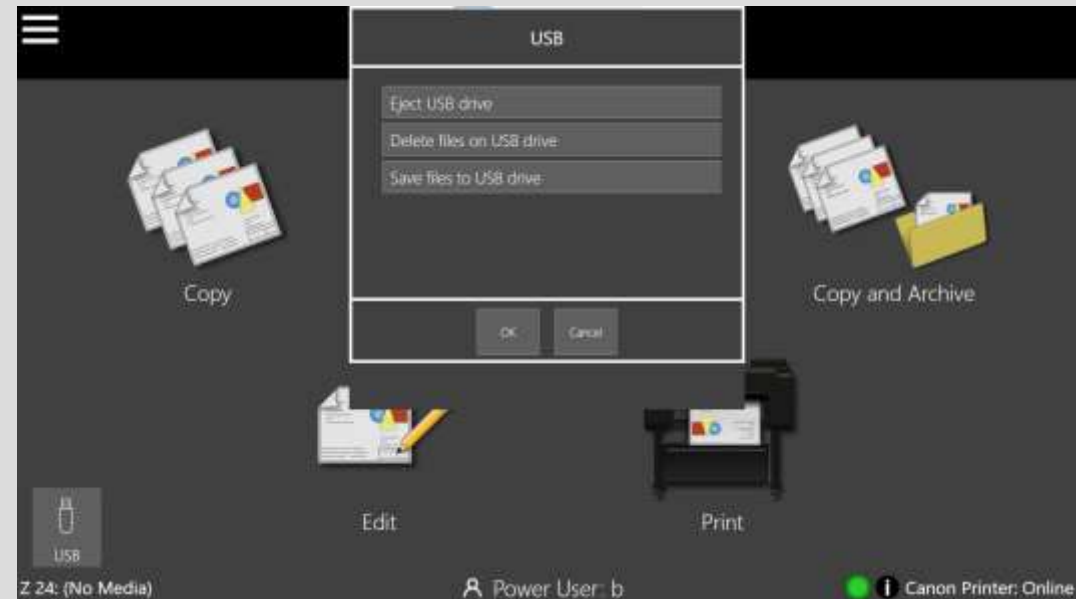 USB
Eject USB drive
Delete files on USB drive
Save files to USB drive
OK
Cancel
Copy
Copy and Archive
Edit
Print
USB
Z 24: (No Media)
Power User: b
Canon Printer: Online